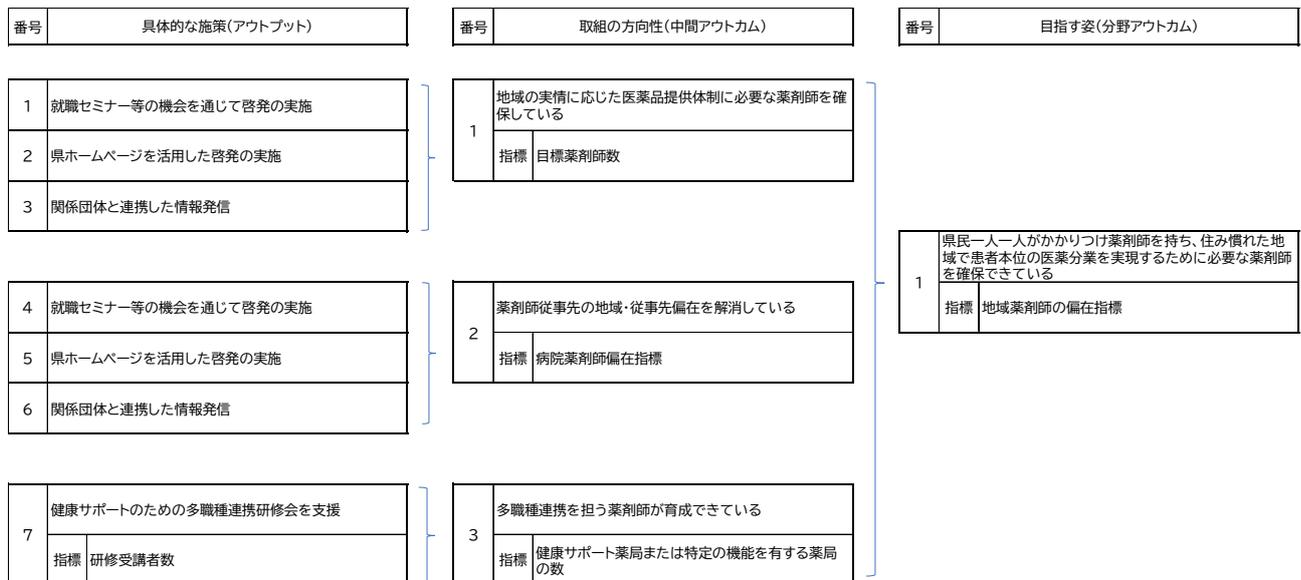 番号 具体的な施策(アウトプット)
番号 取組の方向性(中間アウトカム)
番号 目指す姿(分野アウトカム)
1 就職セミナー等の機会を通じて啓発の実施
2 県ホームページを活用した啓発の実施
3 関係団体と連携した情報発信
1 地域の実情に応じた医薬品提供体制に必要な薬剤師を確
保している
指標 目標薬剤師数
4 就職セミナー等の機会を通じて啓発の実施
5 県ホームページを活用した啓発の実施
6 関係団体と連携した情報発信
2 薬剤師従事先の地域・従事先偏在を解消している
指標 病院薬剤師偏在指標
7 健康サポートのための多職種連携研修会を支援
指標 研修受講者数
3 多職種連携を担う薬剤師が育成できている
指標 健康サポート薬局または特定の機能を有する薬局
の数
1 県民一人一人がかかりつけ薬剤師を持ち、住み慣れた地
域で患者本位の医薬分業を実現するために必要な薬剤師
を確保できている
指標 地域薬剤師の偏在指標